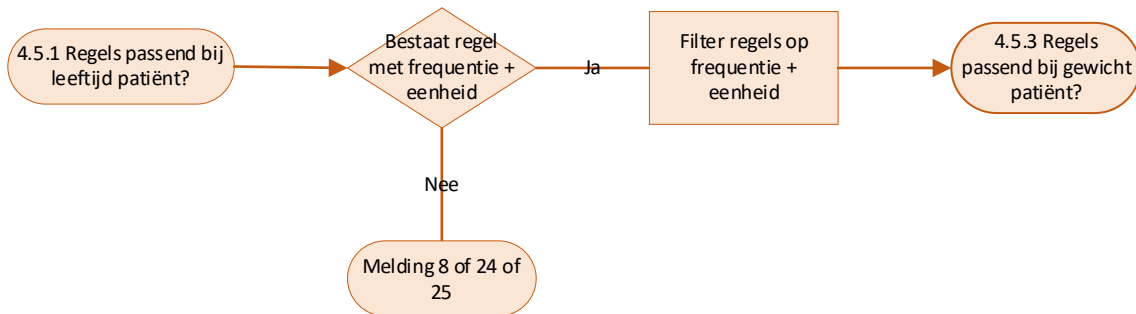 4.5.1 Regels passend bij
leeftijd patiënt?
Bestaat regel
met frequentie +
eenheid
Ja
Filter regels op
frequentie +
eenheid
4.5.3 Regels
passend bij gewicht
patiënt?
Nee
Melding 8 of 24 of
25